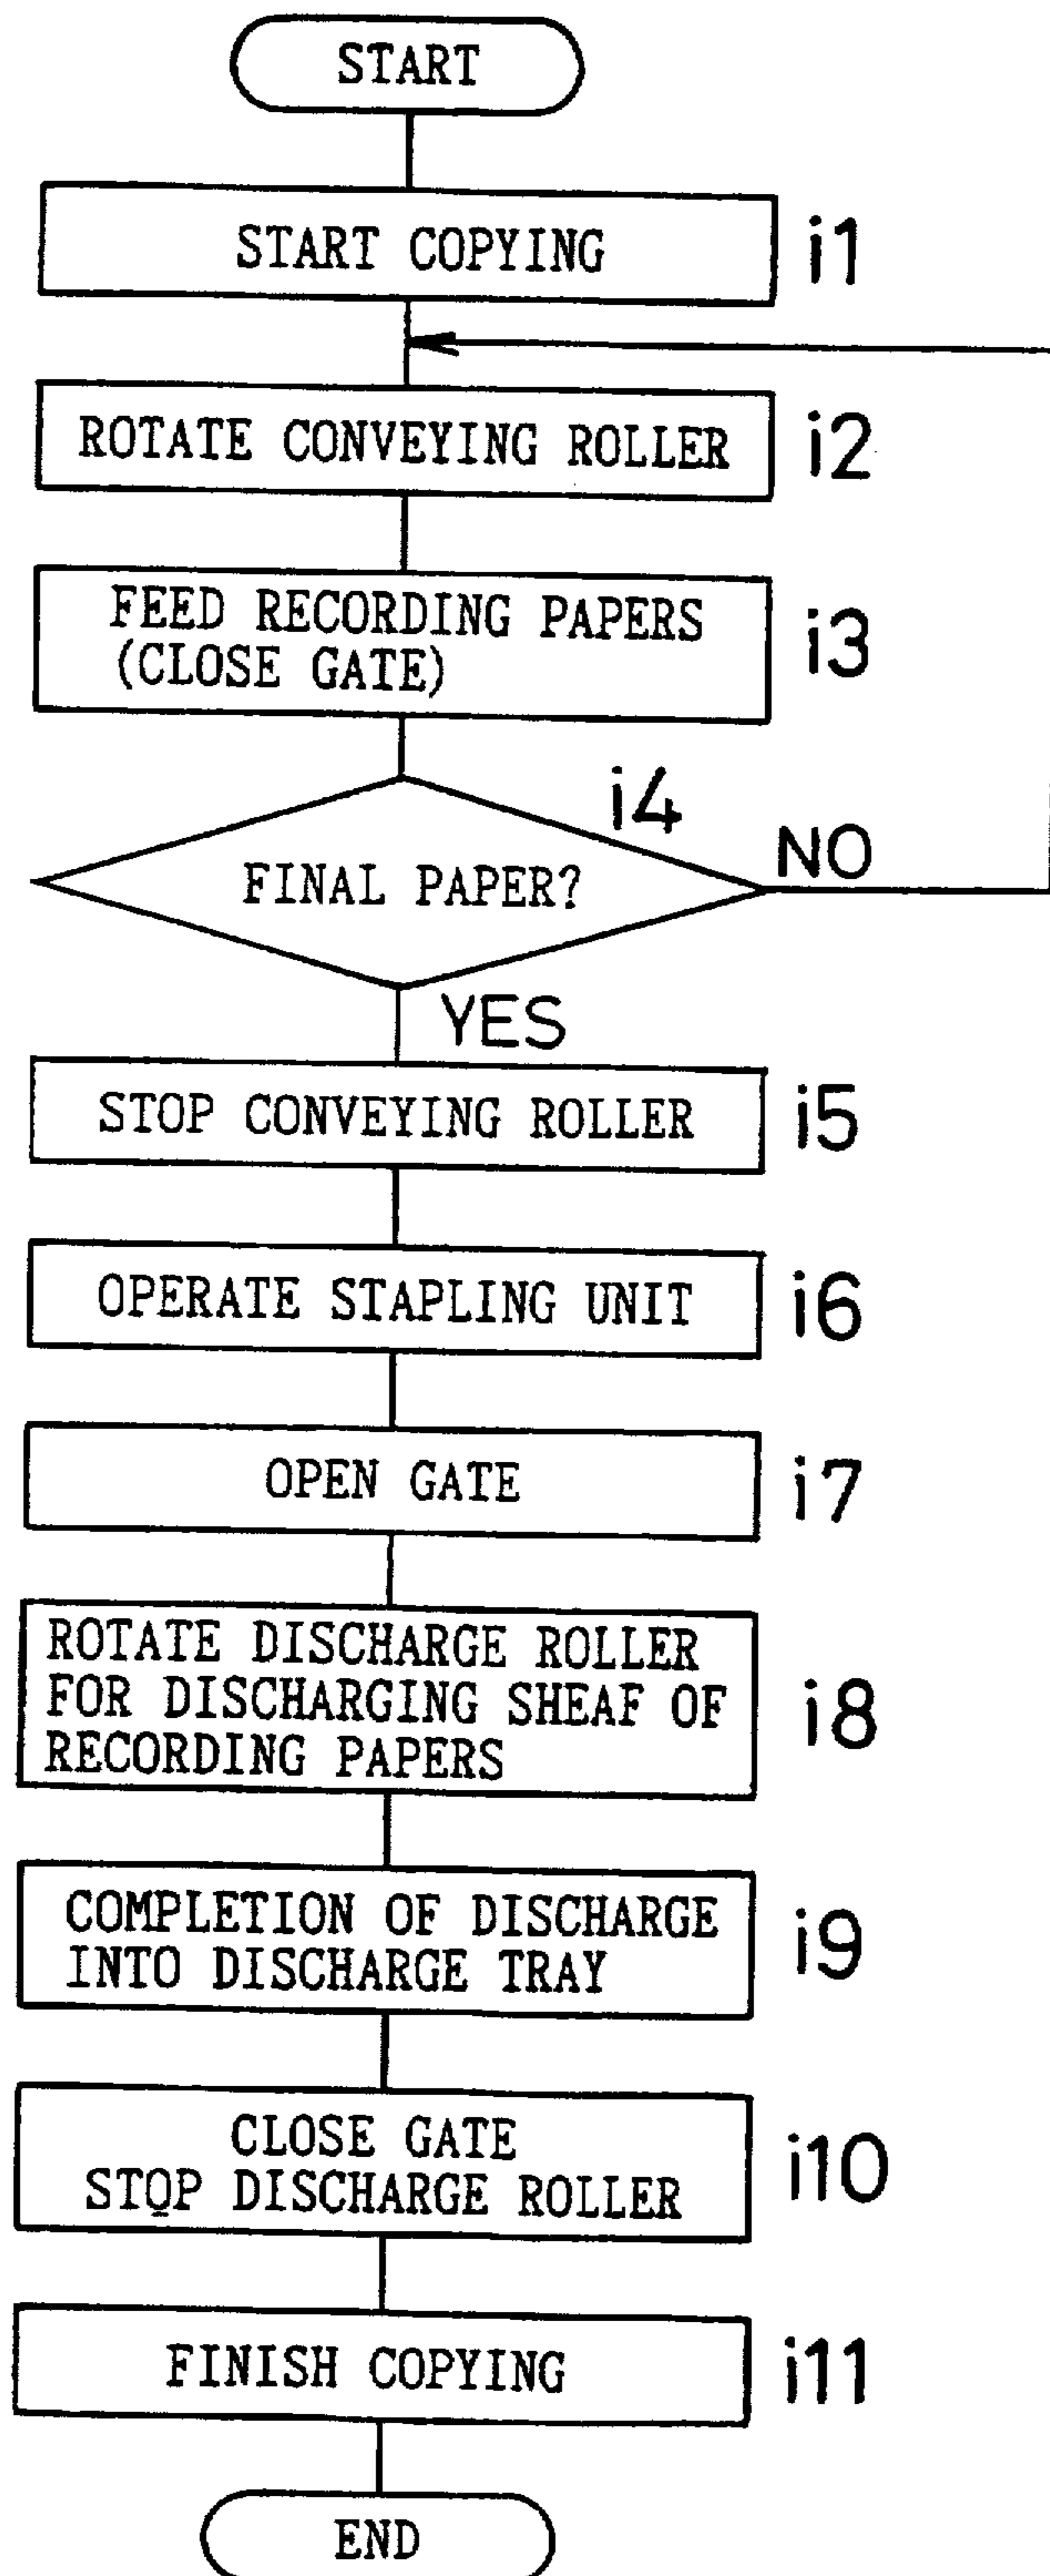 START
START COPYING
i1
ROTATE CONVEYING ROLLER
i2
FEED RECORDING PAPERS
(CLOSE GATE)
i3
i4
FINAL PAPER?
NO
YES
STOP CONVEYING ROLLER
i5
OPERATE STAPLING UNIT
i6
OPEN GATE
i7
ROTATE DISCHARGE ROLLER
FOR DISCHARGING SHEAF OF
RECORDING PAPERS
i8
COMPLETION OF DISCHARGE
INTO DISCHARGE TRAY
i9
CLOSE GATE
STOP DISCHARGE ROLLER
i10
FINISH COPYING
i11
END